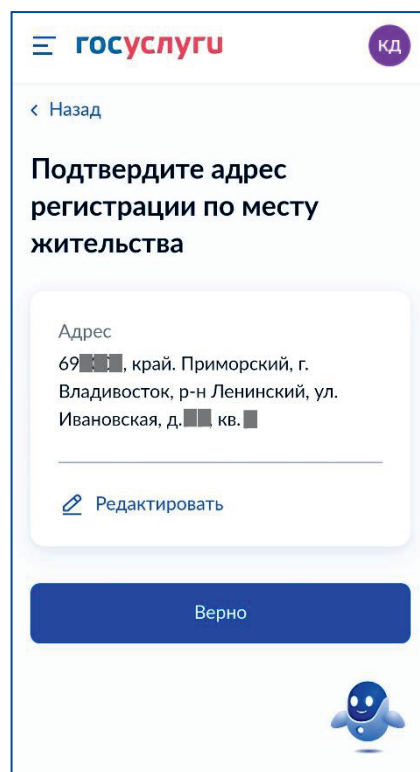 госуслуги
КД
Назад
Подтвердите адрес
регистрации по месту
жительства
Адрес
69, край. Приморский, г.
Владивосток, р-н Ленинский, ул.
Ивановская, д. кв.
Редактировать
Верно